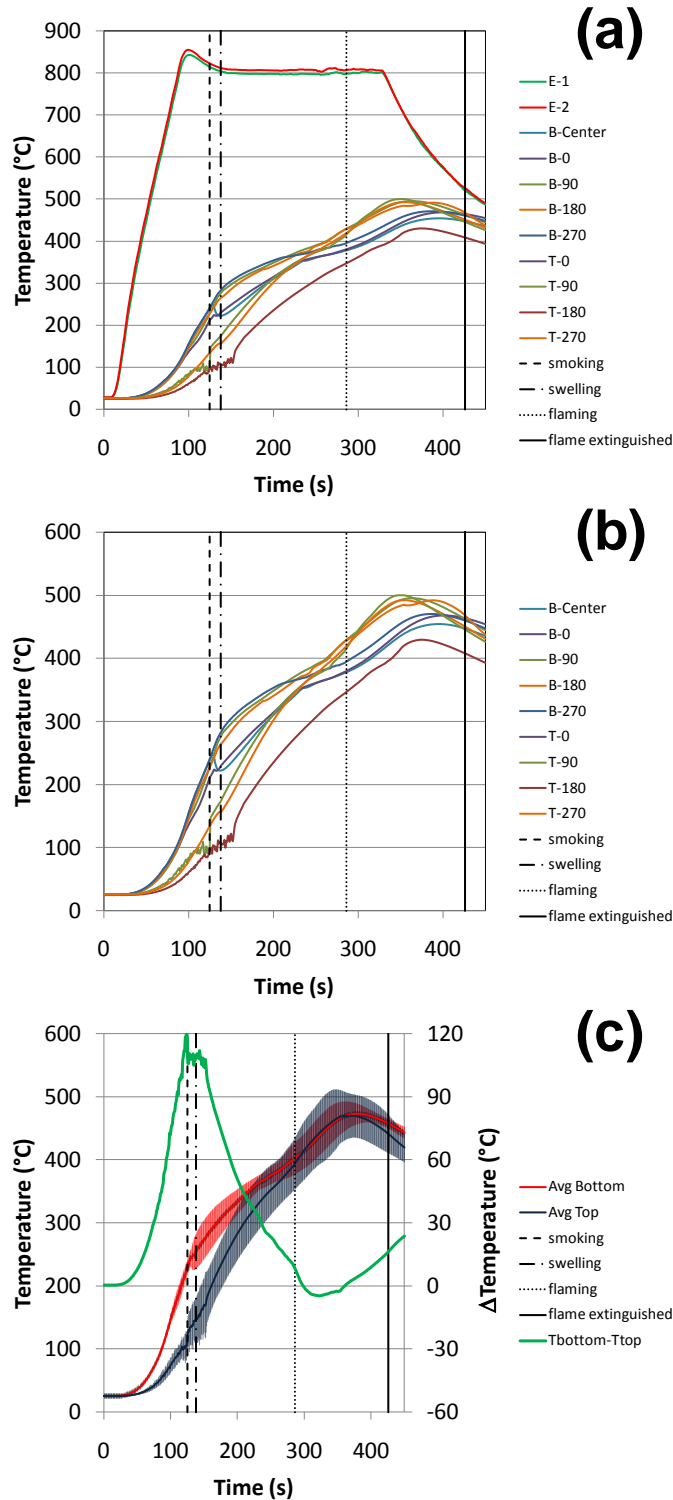 (a)
900
800
700
600
500
400
300
200
100
0
Temperature (°C)
0 100 200 300 400
Time (s)
E-1
E-2
B-Center
B-0
B-90
B-180
B-270
T-0
T-90
T-180
T-270
smoking
swelling
flaming
flame extinguished
(b)
600
500
400
300
200
100
0
Temperature (°C)
0 100 200 300 400
Time (s)
B-Center
B-0
B-90
B-180
B-270
T-0
T-90
T-180
T-270
smoking
swelling
flaming
flame extinguished
(c)
600
500
400
300
200
100
0
Temperature (°C)
120
90
60
30
0
-30
-60
ΔTemperature (°C)
0 100 200 300 400
Time (s)
Avg Bottom
Avg Top
smoking
swelling
flaming
flame extinguished
Tbottom-Ttop